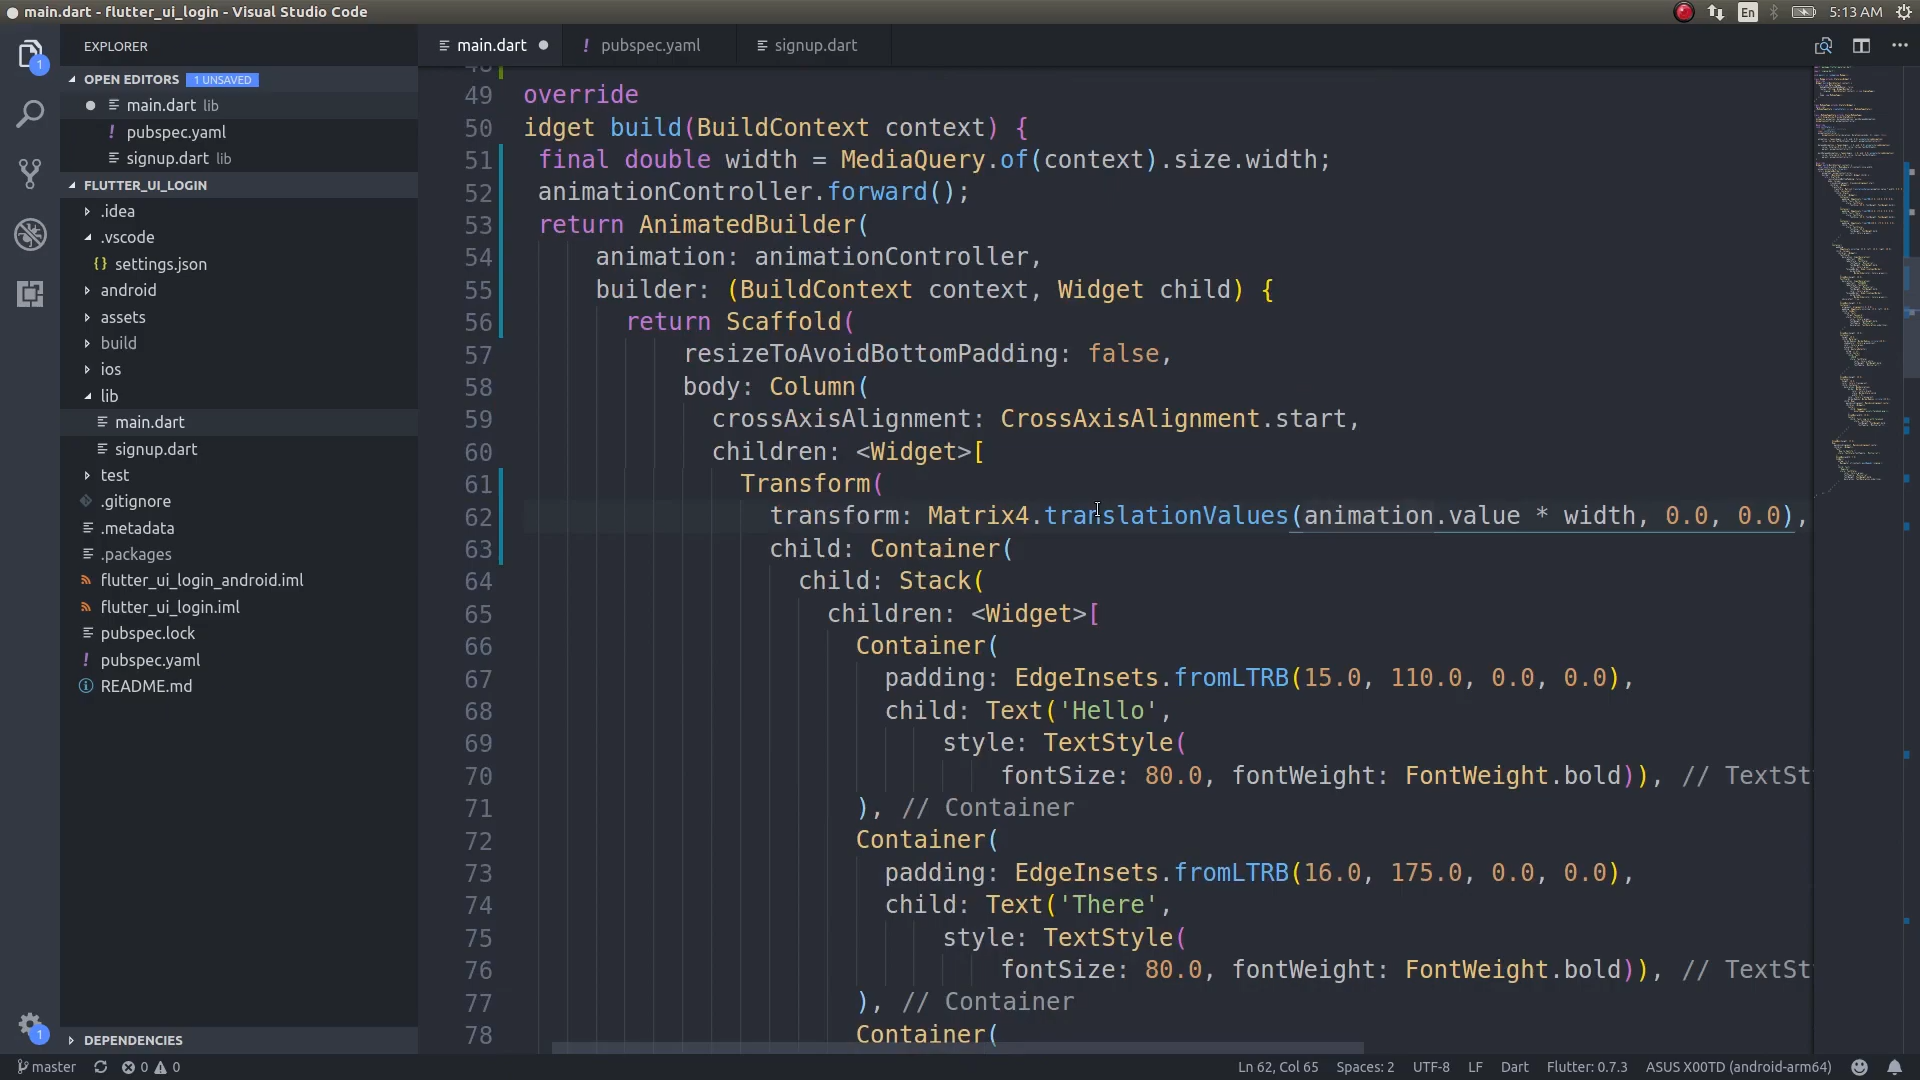 main.dart - flutter_ui_login - Visual Studio Code
En
5:13 AM
EXPLORER
OPEN EDITORS 1 UNSAVED
main.dart lib
! pubspec.yaml
signup.dart lib
FLUTTER_UI_LOGIN
.idea
.vscode
{} settings.json
android
assets
build
ios
lib
main.dart
signup.dart
test
.gitignore
.metadata
.packages
flutter_ui_login_android.iml
flutter_ui_login.iml
pubspec.lock
! pubspec.yaml
README.md
DEPENDENCIES
1
1
main.dart
! pubspec.yaml
signup.dart
48
49 override
50 idget build(BuildContext context) {
51 final double width = MediaQuery.of(context).size.width;
52 animationController.forward();
53 return AnimatedBuilder(
54 animation: animationController,
55 builder: (BuildContext context, Widget child) {
56 return Scaffold(
57 resizeToAvoidBottomPadding: false,
58 body: Column(
59 crossAxisAlignment: CrossAxisAlignment.start,
60 children: <Widget>[
61 Transform(
62 transform: Matrix4.translationValues(animation.value * width, 0.0, 0.0),
63 child: Container(
64 child: Stack(
65 children: <Widget>[
66 Container(
67 padding: EdgeInsets.fromLTRB(15.0, 110.0, 0.0, 0.0),
68 child: Text('Hello',
69 style: TextStyle(
70 fontSize: 80.0, fontWeight: FontWeight.bold)), // TextSt
71 ), // Container
72 Container(
73 padding: EdgeInsets.fromLTRB(16.0, 175.0, 0.0, 0.0),
74 child: Text('There',
75 style: TextStyle(
76 fontSize: 80.0, fontWeight: FontWeight.bold)), // TextSt
77 ), // Container
78 Container(
master 0 0 Ln 62, Col 65 Spaces: 2 UTF-8 LF Dart Flutter: 0.7.3 ASUS X00TD (android-arm64)